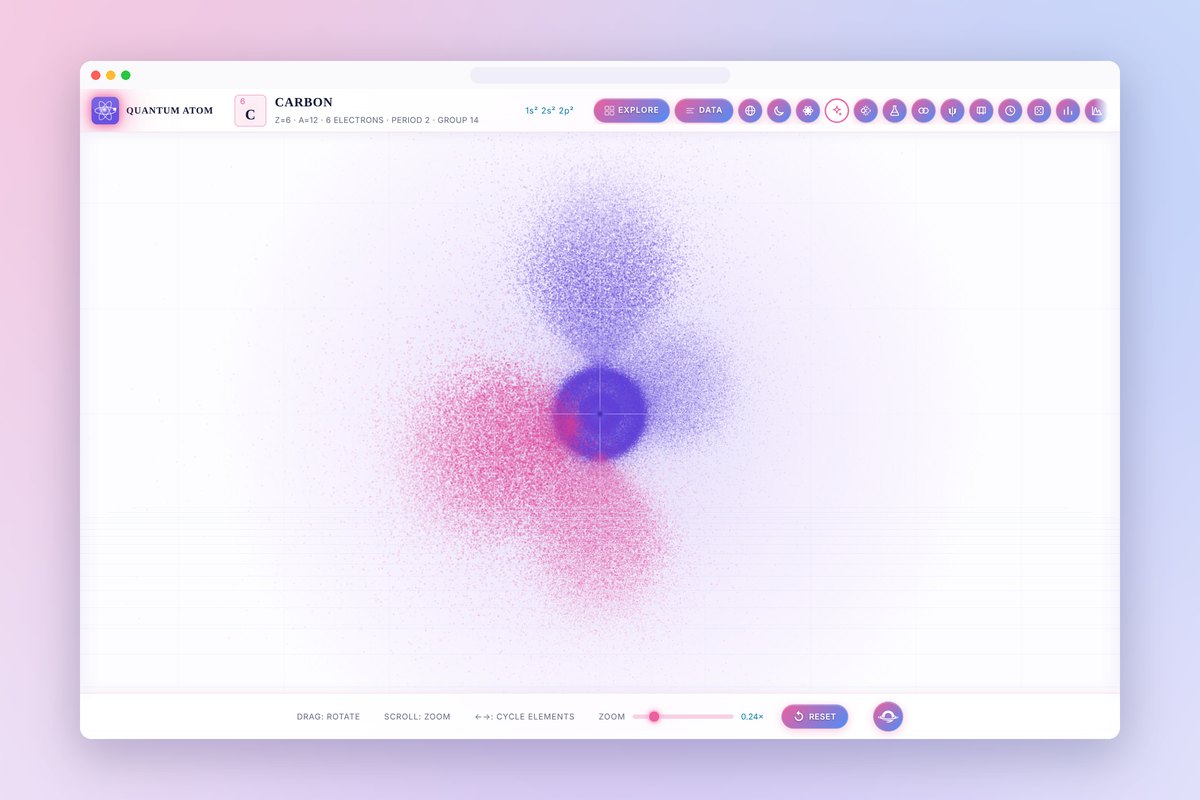 QUANTUM ATOM
6
C
CARBON
Z=6 · A=12 · 6 ELECTRONS · PERIOD 2 · GROUP 14
1s² 2s² 2p²
EXPLORE
DATA
ψ
DRAG: ROTATE
SCROLL: ZOOM
←→: CYCLE ELEMENTS
ZOOM
0.24×
RESET